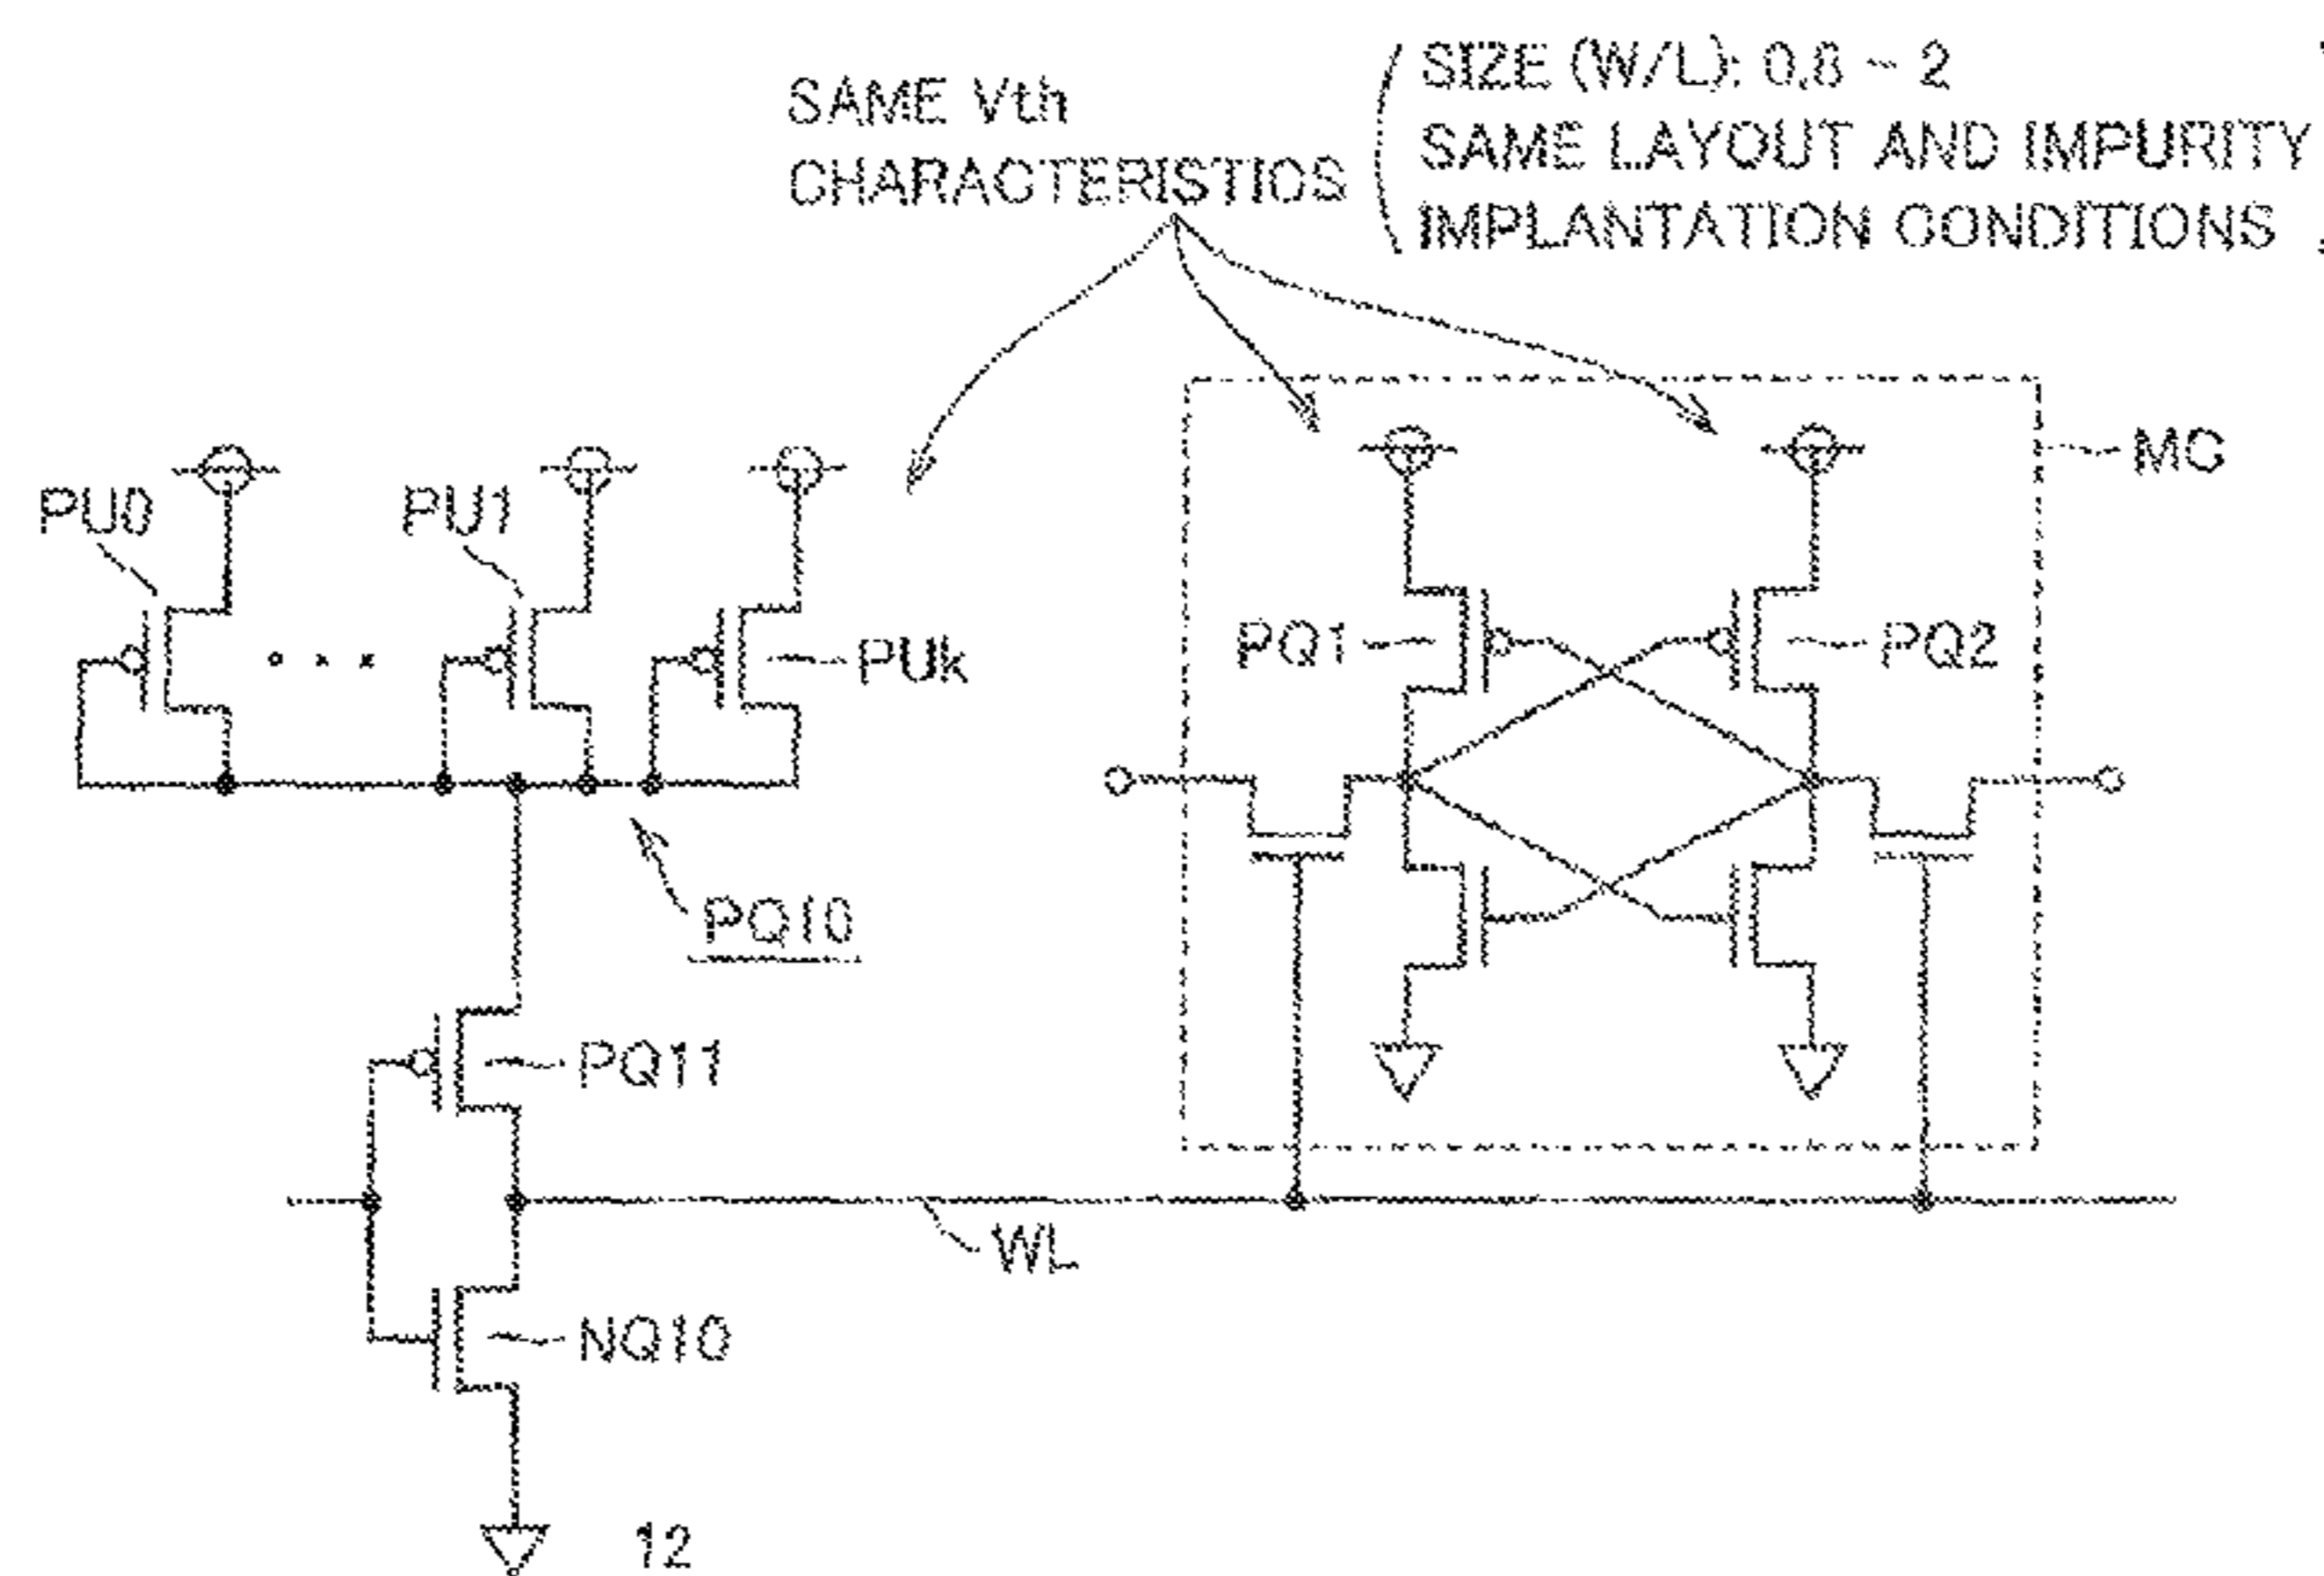 SAME Vth
CHARACTERISTICS
SIZE (W/L): 0.8 ~ 2
SAME LAYOUT AND IMPURITY
IMPLANTATION CONDITIONS
MC
PU0
PU1
PUk
PQ1
PQ2
PQ10
PQ11
WL
NQ10
12